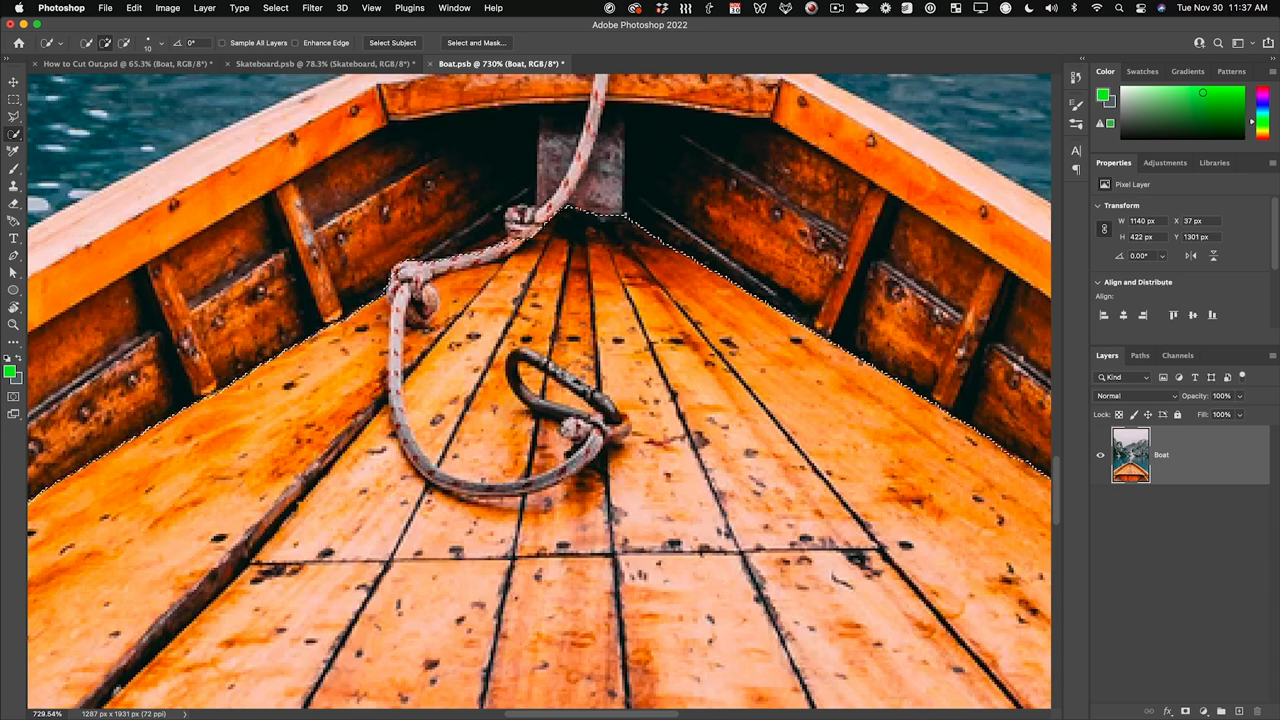 Photoshop File Edit Image Layer Type Select Filter 3D View Plugins Window Help Tue Nov 30 11:37 AM
Adobe Photoshop 2022
10 0° Sample All Layers Enhance Edge Select Subject Select and Mask...
How to Cut Out.psd @ 65.3% (Boat, RGB/8*) * Skateboard.psb @ 78.3% (Skateboard, RGB/8*) * Boat.psb @ 730% (Boat, RGB/8*) *
Color Swatches Gradients Patterns
Properties Adjustments Libraries
Pixel Layer
Transform
W 1140 px X 37 px
H 422 px Y 1301 px
0.00°
Align and Distribute
Align:
Layers Paths Channels
Kind
Normal Opacity: 100%
Lock: Fill: 100%
Boat
729.54% 1287 px x 1931 px (72 ppi)